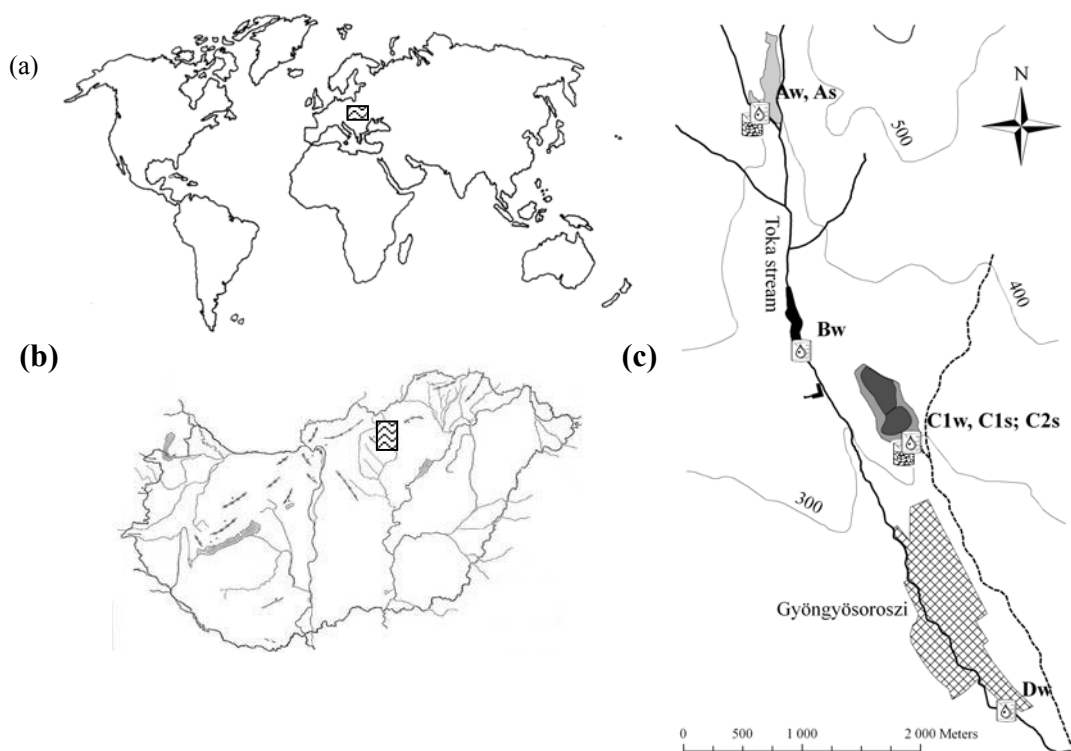 (a)
N
Aw, As
500
Toka stream
400
Bw
(b)
(c)
C1w, C1s; C2s
300
Gyöngyösoroszi
Dw
0 500 1 000 2 000 Meters